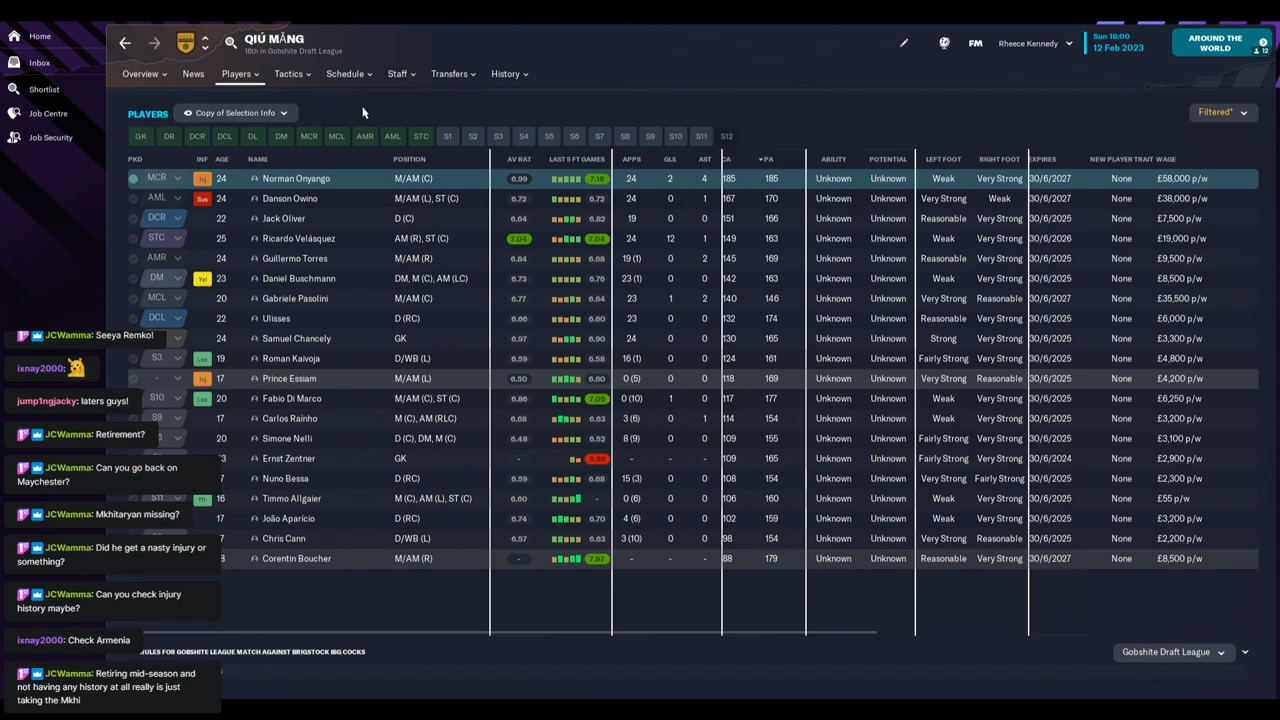 Home
Inbox
Shortlist
Job Centre
Job Security
QIÚ MĂNG
16th in Gobshite Draft League
FM
Rheece Kennedy
Sun 18:00
12 Feb 2023
AROUND THE WORLD
12
Overview News Players Tactics Schedule Staff Transfers History
PLAYERS Copy of Selection Info Filtered*
GK DR DCR DCL DL DM MCR MCL AMR AML STC S1 S2 S3 S4 S5 S6 S7 S8 S9 S10 S11 S12
PKD INF AGE NAME POSITION AV RAT LAST 5 FT GAMES APPS GLS AST CA PA ABILITY POTENTIAL LEFT FOOT RIGHT FOOT EXPIRES NEW PLAYER TRAIT WAGE
MCR Inj 24 Norman Onyango M/AM (C) 6.99 7.16 24 2 4 185 185 Unknown Unknown Weak Very Strong 30/6/2027 None £58,000 p/w
AML Sus 24 Danson Owino M/AM (L), ST (C) 6.72 6.82 24 0 1 167 170 Unknown Unknown Very Strong Weak 30/6/2027 None £38,000 p/w
DCR 22 Jack Oliver D (C) 6.64 6.72 19 0 0 151 166 Unknown Unknown Reasonable Very Strong 30/6/2025 None £7,500 p/w
STC 25 Ricardo Velásquez AM (R), ST (C) 7.04 7.04 24 12 1 149 163 Unknown Unknown Weak Very Strong 30/6/2026 None £19,000 p/w
AMR 24 Guillermo Torres M/AM (R) 6.84 6.68 19 (1) 0 2 145 169 Unknown Unknown Reasonable Very Strong 30/6/2025 None £9,500 p/w
DM Yel 23 Daniel Buschmann DM, M (C), AM (LC) 6.73 6.76 23 (1) 0 0 142 163 Unknown Unknown Weak Very Strong 30/6/2025 None £8,500 p/w
MCL 20 Gabriele Pasolini M/AM (C) 6.77 6.64 23 1 2 140 146 Unknown Unknown Very Strong Reasonable 30/6/2027 None £35,500 p/w
DCL 22 Ulisses D (RC) 6.66 6.60 23 0 0 132 174 Unknown Unknown Reasonable Very Strong 30/6/2025 None £6,000 p/w
24 Samuel Chancely GK 6.97 6.90 24 0 0 130 165 Unknown Unknown Strong Very Strong 30/6/2025 None £3,300 p/w
S3 Loa 19 Roman Kaivoja D/WB (L) 6.59 6.58 16 (1) 0 0 124 161 Unknown Unknown Fairly Strong Very Strong 30/6/2025 None £4,800 p/w
- Inj 17 Prince Essiam M/AM (L) 6.50 6.60 0 (5) 0 0 118 169 Unknown Unknown Very Strong Reasonable 30/6/2025 None £4,200 p/w
S10 Loa 20 Fabio Di Marco M/AM (C), ST (C) 6.86 7.05 0 (10) 1 0 117 177 Unknown Unknown Weak Very Strong 30/6/2025 None £6,250 p/w
S9 17 Carlos Raínho M (C), AM (RLC) 6.68 6.63 3 (6) 0 1 114 154 Unknown Unknown Weak Very Strong 30/6/2025 None £3,200 p/w
20 Simone Nelli D (C), DM, M (C) 6.48 6.52 8 (9) 0 0 109 155 Unknown Unknown Fairly Strong Very Strong 30/6/2025 None £3,100 p/w
Ernst Zentner GK - - - - 109 165 Unknown Unknown Fairly Strong Very Strong 30/6/2024 None £2,900 p/w
Nuno Bessa D (RC) 6.59 6.68 15 (3) 0 0 108 154 Unknown Unknown Very Strong Fairly Strong 30/6/2025 None £2,300 p/w
S11 Yth 16 Timmo Allgaier M (C), AM (L), ST (C) 6.60 - 0 (6) 0 0 106 160 Unknown Unknown Weak Very Strong 30/6/2025 None £55 p/w
17 João Aparício D (RC) 6.74 6.70 4 (6) 0 0 102 159 Unknown Unknown Weak Very Strong 30/6/2025 None £3,200 p/w
Chris Cann D/WB (L) 6.57 6.63 3 (10) 0 0 98 154 Unknown Unknown Very Strong Reasonable 30/6/2025 None £2,200 p/w
Corentin Boucher M/AM (R) - 7.97 - - - 88 179 Unknown Unknown Reasonable Very Strong 30/6/2027 None £8,500 p/w
RULES FOR GOBSHITE LEAGUE MATCH AGAINST BRIGSTOCK BIG COCKS
Gobshite Draft League
JCWamma: Seeya Remko!
ixnay2000:
jump1ngjacky: laters guys!
JCWamma: Retirement?
JCWamma: Can you go back on
Maychester?
JCWamma: Mkhitaryan missing?
JCWamma: Did he get a nasty injury or
something?
JCWamma: Can you check injury
history maybe?
ixnay2000: Check Armenia
JCWamma: Retiring mid-season and
not having any history at all really is just
taking the Mkhi